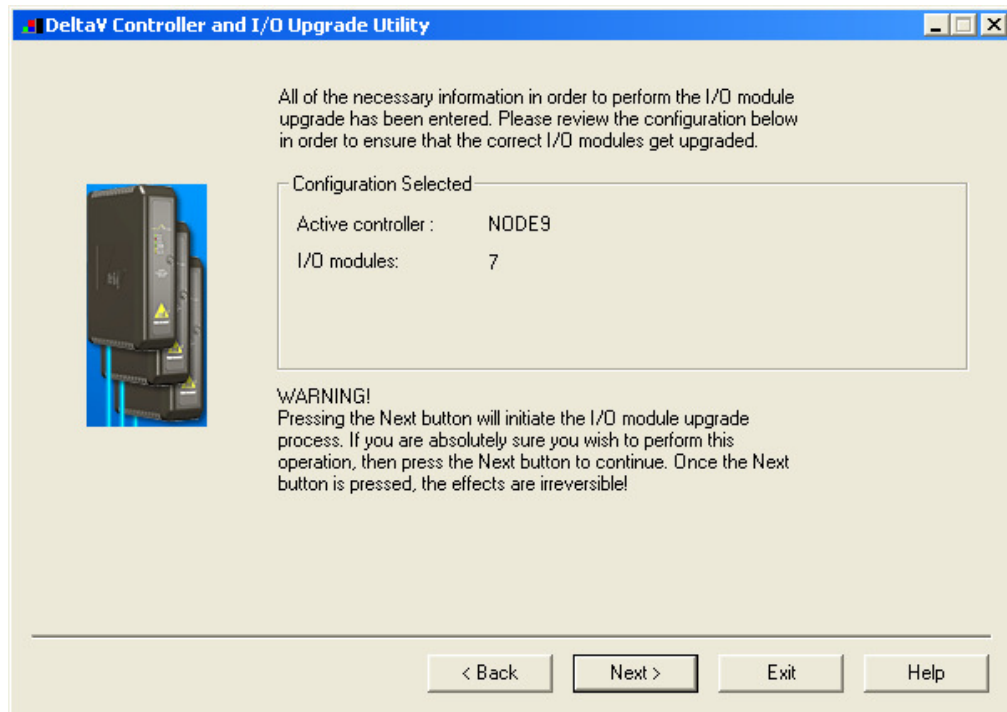 DeltaV Controller and I/O Upgrade Utility
All of the necessary information in order to perform the I/O module
upgrade has been entered. Please review the configuration below
in order to ensure that the correct I/O modules get upgraded.
Configuration Selected
Active controller : NODE9
I/O modules: 7
WARNING!
Pressing the Next button will initiate the I/O module upgrade
process. If you are absolutely sure you wish to perform this
operation, then press the Next button to continue. Once the Next
button is pressed, the effects are irreversible!
< Back Next > Exit Help